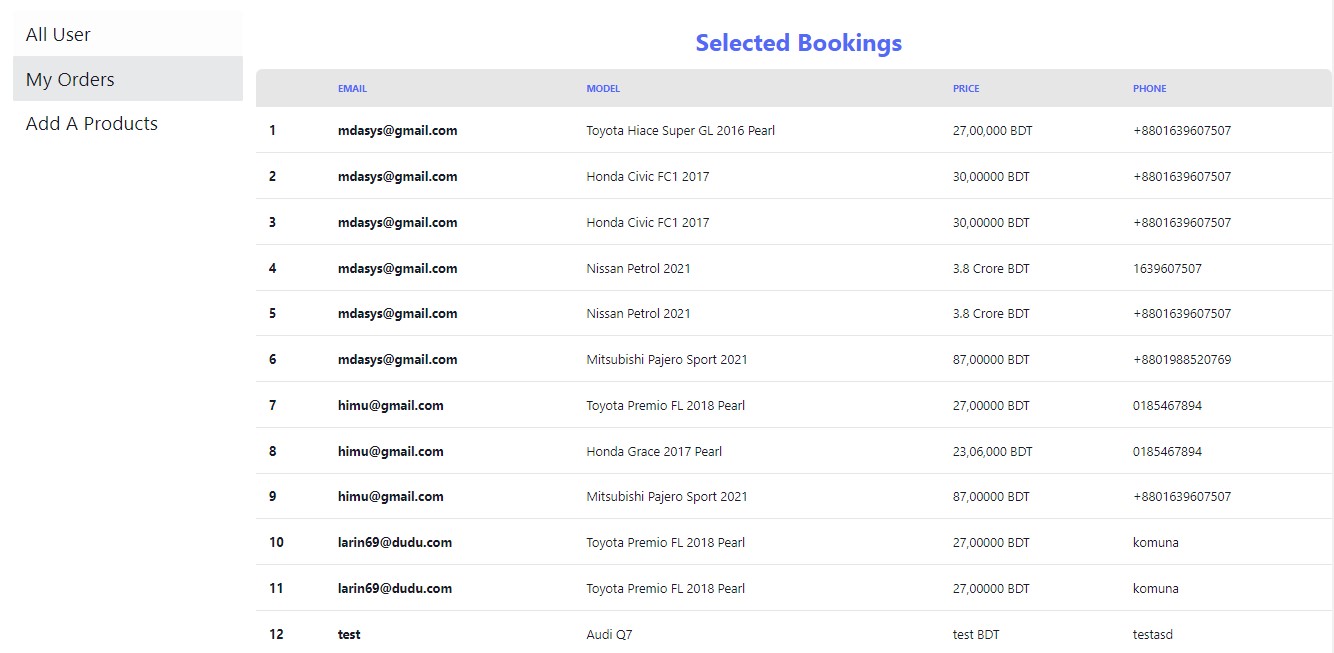 All User
My Orders
Add A Products
Selected Bookings
EMAIL MODEL PRICE PHONE
1 mdasys@gmail.com Toyota Hiace Super GL 2016 Pearl 27,00,000 BDT +8801639607507
2 mdasys@gmail.com Honda Civic FC1 2017 30,00000 BDT +8801639607507
3 mdasys@gmail.com Honda Civic FC1 2017 30,00000 BDT +8801639607507
4 mdasys@gmail.com Nissan Petrol 2021 3.8 Crore BDT 1639607507
5 mdasys@gmail.com Nissan Petrol 2021 3.8 Crore BDT +8801639607507
6 mdasys@gmail.com Mitsubishi Pajero Sport 2021 87,00000 BDT +8801988520769
7 himu@gmail.com Toyota Premio FL 2018 Pearl 27,00000 BDT 0185467894
8 himu@gmail.com Honda Grace 2017 Pearl 23,06,000 BDT 0185467894
9 himu@gmail.com Mitsubishi Pajero Sport 2021 87,00000 BDT +8801639607507
10 larin69@dudu.com Toyota Premio FL 2018 Pearl 27,00000 BDT komuna
11 larin69@dudu.com Toyota Premio FL 2018 Pearl 27,00000 BDT komuna
12 test Audi Q7 test BDT testasd